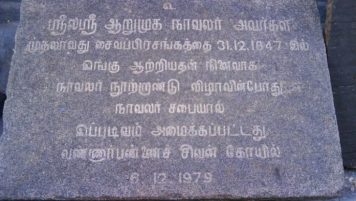 உ
ஸ்ரீலஸ்ரீ ஆறுமுக நாவலர் அவர்கள்
முதலாவது சைவப்பிரசங்கத்தை 31.12.1847 இல்
இங்கு ஆற்றியதன் நினைவாக
நாவலர் நூற்றாண்டு விழாவின்போது
நாவலர் சபையால்
இப்படிவம் அமைக்கப்பட்டது
வண்ணார்பண்ணைச் சிவன் கோயில்
6 12 1979